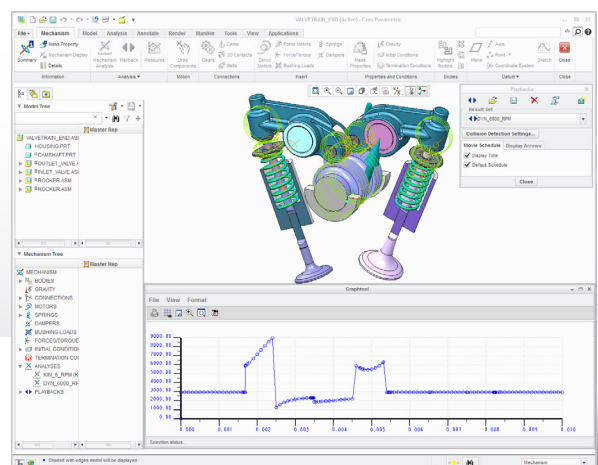 VALVETRAIN_END (Active) - Creo Parametric
File Mechanism Model Analysis Annotate Render Manikin Tools View Applications
Summary
Mass Property
Mechanism Display
Details
Information
Mechanism Analysis
Playback
Measures
Analysis
Drag Components
Motion
Gears
Cams
3D Contacts
Belts
Connections
Servo Motors
Force Motors
Force/Torque
Bushing Loads
Springs
Dampers
Insert
Mass Properties
Gravity
Initial Conditions
Termination Conditions
Properties and Conditions
Highlight Bodies
Bodies
Plane
Axis
Point
Coordinate System
Sketch
Datum
Close
Close
Model Tree
Master Rep
VALVETRAIN_END.AS
HOUSING.PRT
CAMSHAFT.PRT
OUTLET_VALVE.A
INLET_VALVE.AS
ROCKER.ASM
ROCKER.ASM
Mechanism Tree
Master Rep
MECHANISM
BODIES
GRAVITY
CONNECTIONS
MOTORS
SPRINGS
DAMPERS
BUSHING LOADS
FORCES/TORQUE
INITIAL CONDITION
TERMINATION CO
ANALYSES
KIN_6_RPM (K
DYN_6000_RF
PLAYBACKS
Playbacks
Result Set
DYN_6000_RPM
Collision Detection Settings...
Movie Schedule Display Arrows
Display Time
Default Schedule
Close
Graphtool
File View Format
9000.00
8000.00
7000.00
6000.00
5000.00
4000.00
3000.00
2000.00
1000.00
0.00
0.000 0.001 0.002 0.003 0.004 0.005 0.006 0.007 0.008 0.009 0.010
Selection status...
Shaded with edges model will be displayed.
Mechanism